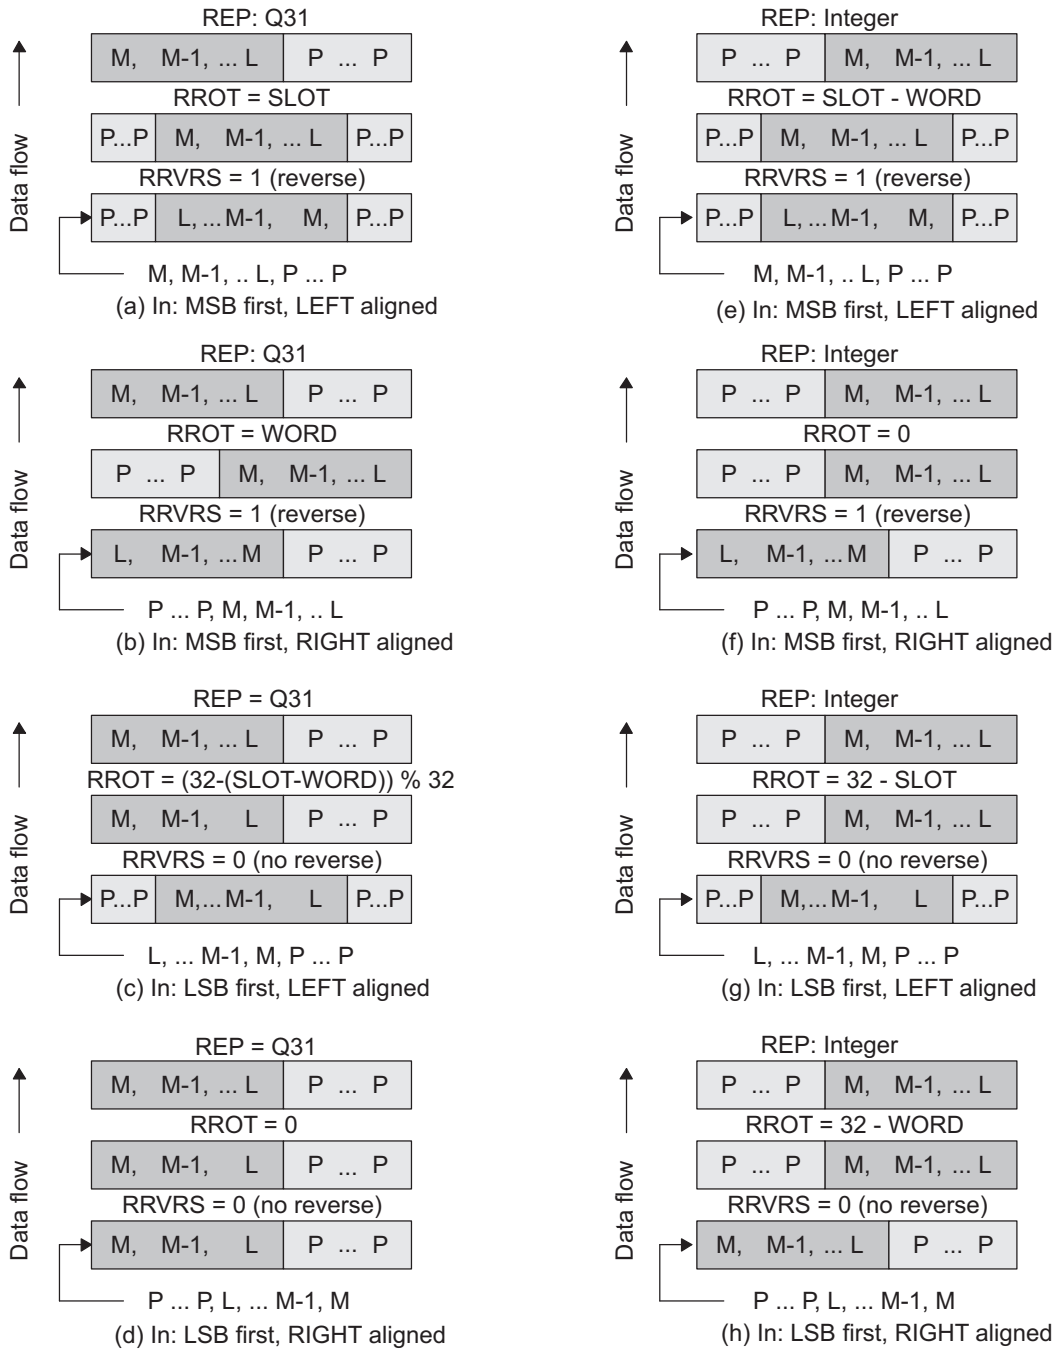 REP: Q31
M, M-1, ... L P ... P
RROT = SLOT
P...P M, M-1, ... L P...P
RRVRS = 1 (reverse)
P...P L, ... M-1, M, P...P
M, M-1, .. L, P ... P
(a) In: MSB first, LEFT aligned
Data flow
REP: Q31
M, M-1, ... L P ... P
RROT = WORD
P ... P M, M-1, ... L
RRVRS = 1 (reverse)
L, M-1, ... M P ... P
P ... P, M, M-1, .. L
(b) In: MSB first, RIGHT aligned
Data flow
REP = Q31
M, M-1, ... L P ... P
RROT = (32-(SLOT-WORD)) % 32
M, M-1, L P ... P
RRVRS = 0 (no reverse)
P...P M,... M-1, L P...P
L, ... M-1, M, P ... P
(c) In: LSB first, LEFT aligned
Data flow
REP = Q31
M, M-1, ... L P ... P
RROT = 0
M, M-1, L P ... P
RRVRS = 0 (no reverse)
M, M-1, L P ... P
P ... P, L, ... M-1, M
(d) In: LSB first, RIGHT aligned
Data flow
REP: Integer
P ... P M, M-1, ... L
RROT = SLOT - WORD
P...P M, M-1, ... L P...P
RRVRS = 1 (reverse)
P...P L, ... M-1, M, P...P
M, M-1, .. L, P ... P
(e) In: MSB first, LEFT aligned
Data flow
REP: Integer
P ... P M, M-1, ... L
RROT = 0
P ... P M, M-1, ... L
RRVRS = 1 (reverse)
L, M-1, ... M P ... P
P ... P, M, M-1, .. L
(f) In: MSB first, RIGHT aligned
Data flow
REP: Integer
P ... P M, M-1, ... L
RROT = 32 - SLOT
P ... P M, M-1, ... L
RRVRS = 0 (no reverse)
P...P M,... M-1, L P...P
L, ... M-1, M, P ... P
(g) In: LSB first, LEFT aligned
Data flow
REP: Integer
P ... P M, M-1, ... L
RROT = 32 - WORD
P ... P M, M-1, ... L
RRVRS = 0 (no reverse)
M, M-1, ... L P ... P
P ... P, L, ... M-1, M
(h) In: LSB first, RIGHT aligned
Data flow